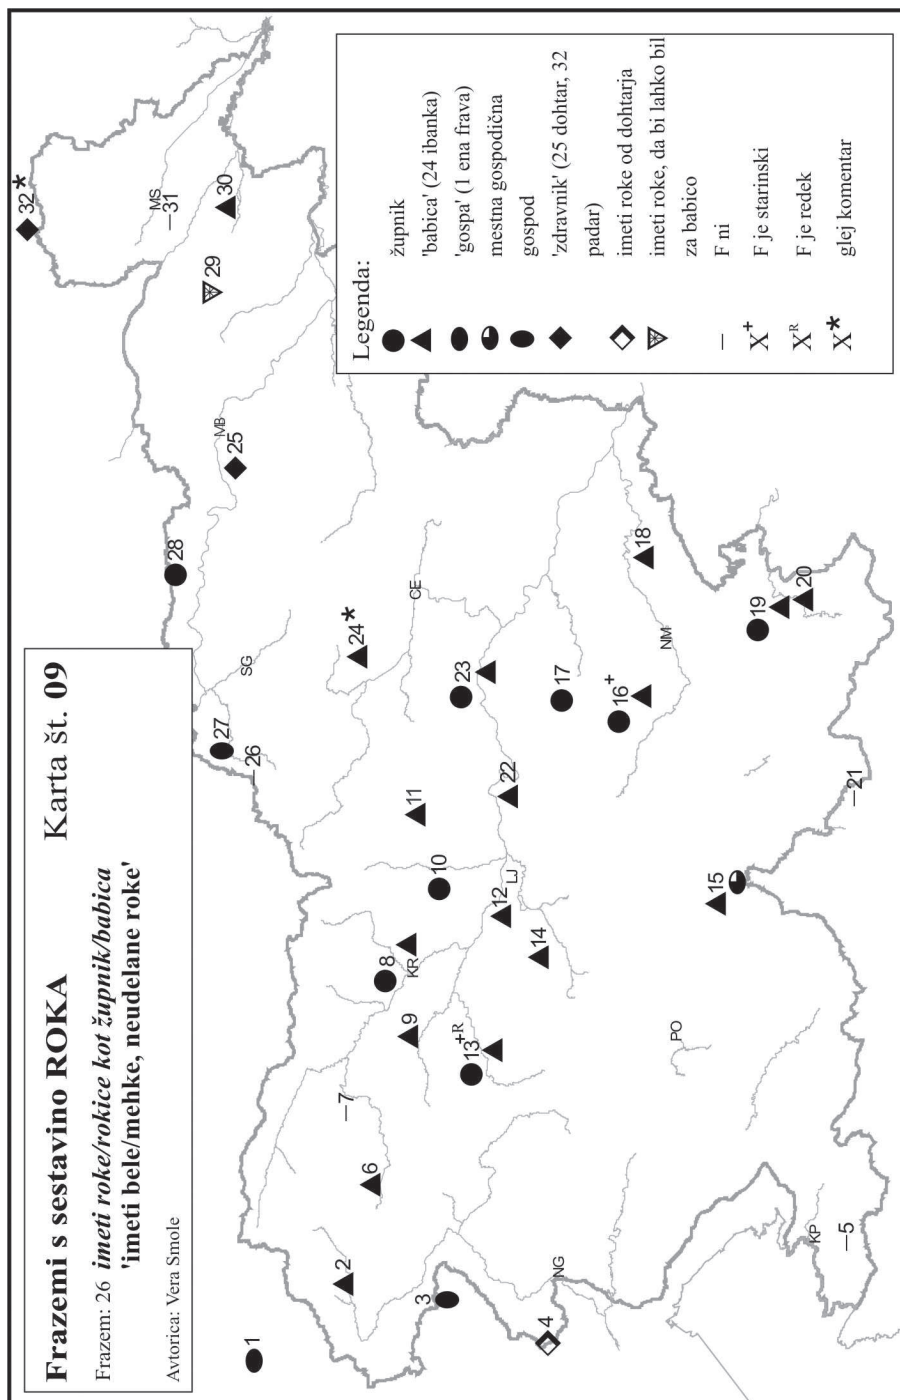 Frazemi s sestavino ROKA Karta št. 09
Frazem: 26 imeti roke/rokice kot župnik/babica
'imeti bele/mehke, neudelane roke'
Avtorica: Vera Smole
Legenda:
župnik
'babica' (24 ibanka)
'gospa' (1 ena frava)
mestna gospodična
gospod
'zdravnik' (25 dohtar, 32
padar)
imeti roke od dohtarja
imeti roke, da bi lahko bil
za babico
– F ni
X+ F je starinski
XR F je redek
X* glej komentar
1
2
3
4
–5
6
–7
8
9
10
11
12
13+R
14
15
16+
17
18
19
20
–21
22
23
24*
25
–26
27
28
29
30
–31
32*
MS
MB
SG
CE
KR
LJ
NM
NG
PO
KP